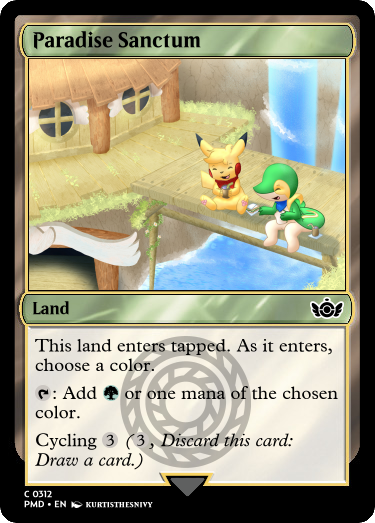 Paradise Sanctum
Land
This land enters tapped. As it enters,
choose a color.
: Add or one mana of the chosen
color.
Cycling 3 (3, Discard this card:
Draw a card.)
C 0312
PMD • EN KURTISTHESNIVY